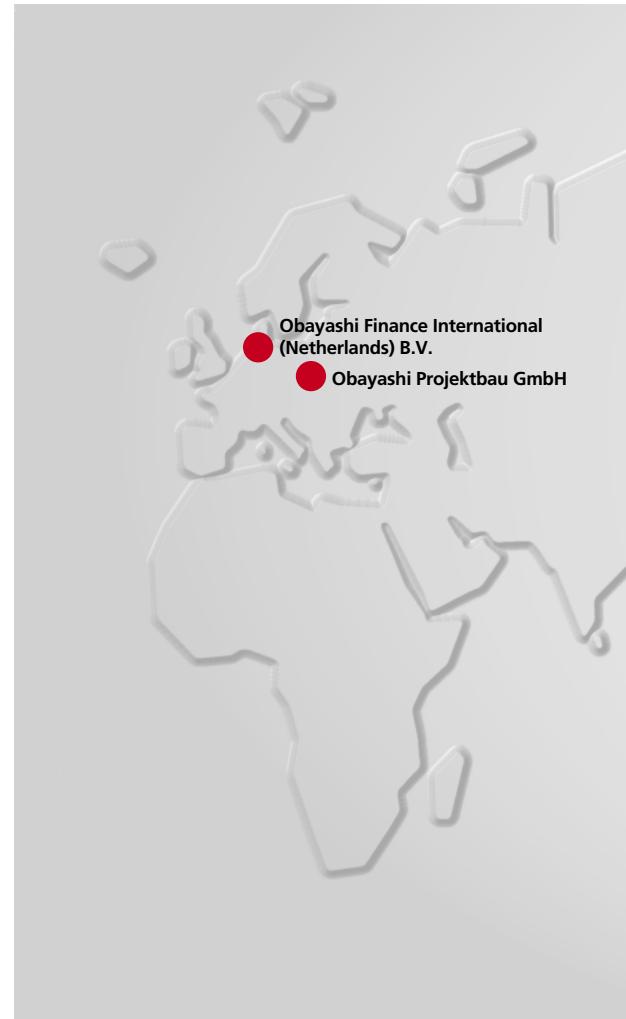 Obayashi Finance International
(Netherlands) B.V.
Obayashi Projektbau GmbH